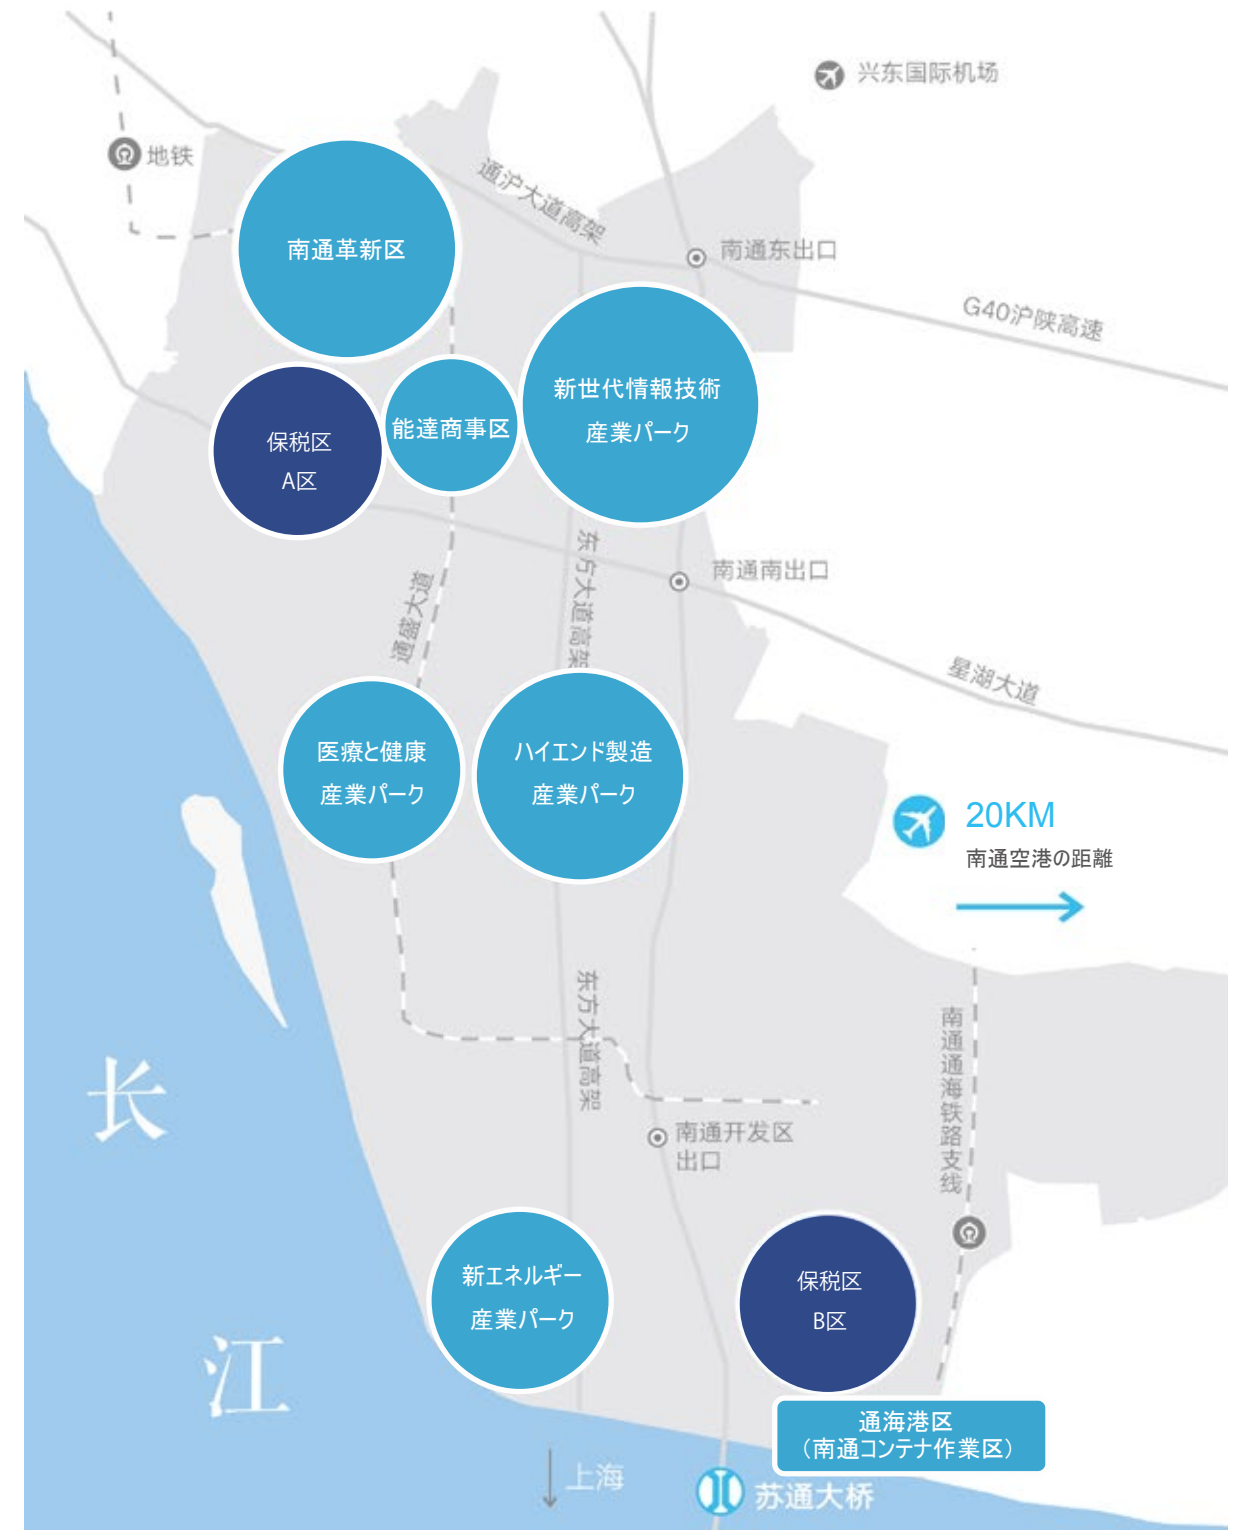 兴东国际机场
地铁
通沪大道高架
南通革新区
南通东出口
G40沪陕高速
新世代情報技術
産業パーク
能達商事区
保税区
A区
东方大道高架
南通南出口
通盛大道
星湖大道
医療と健康
産業パーク
ハイエンド製造
産業パーク
20KM
南通空港の距離
东方大道高架
南通通海铁路支线
长
江
南通开发区
出口
新エネルギー
産業パーク
保税区
B区
通海港区
（南通コンテナ作業区）
上海
苏通大桥